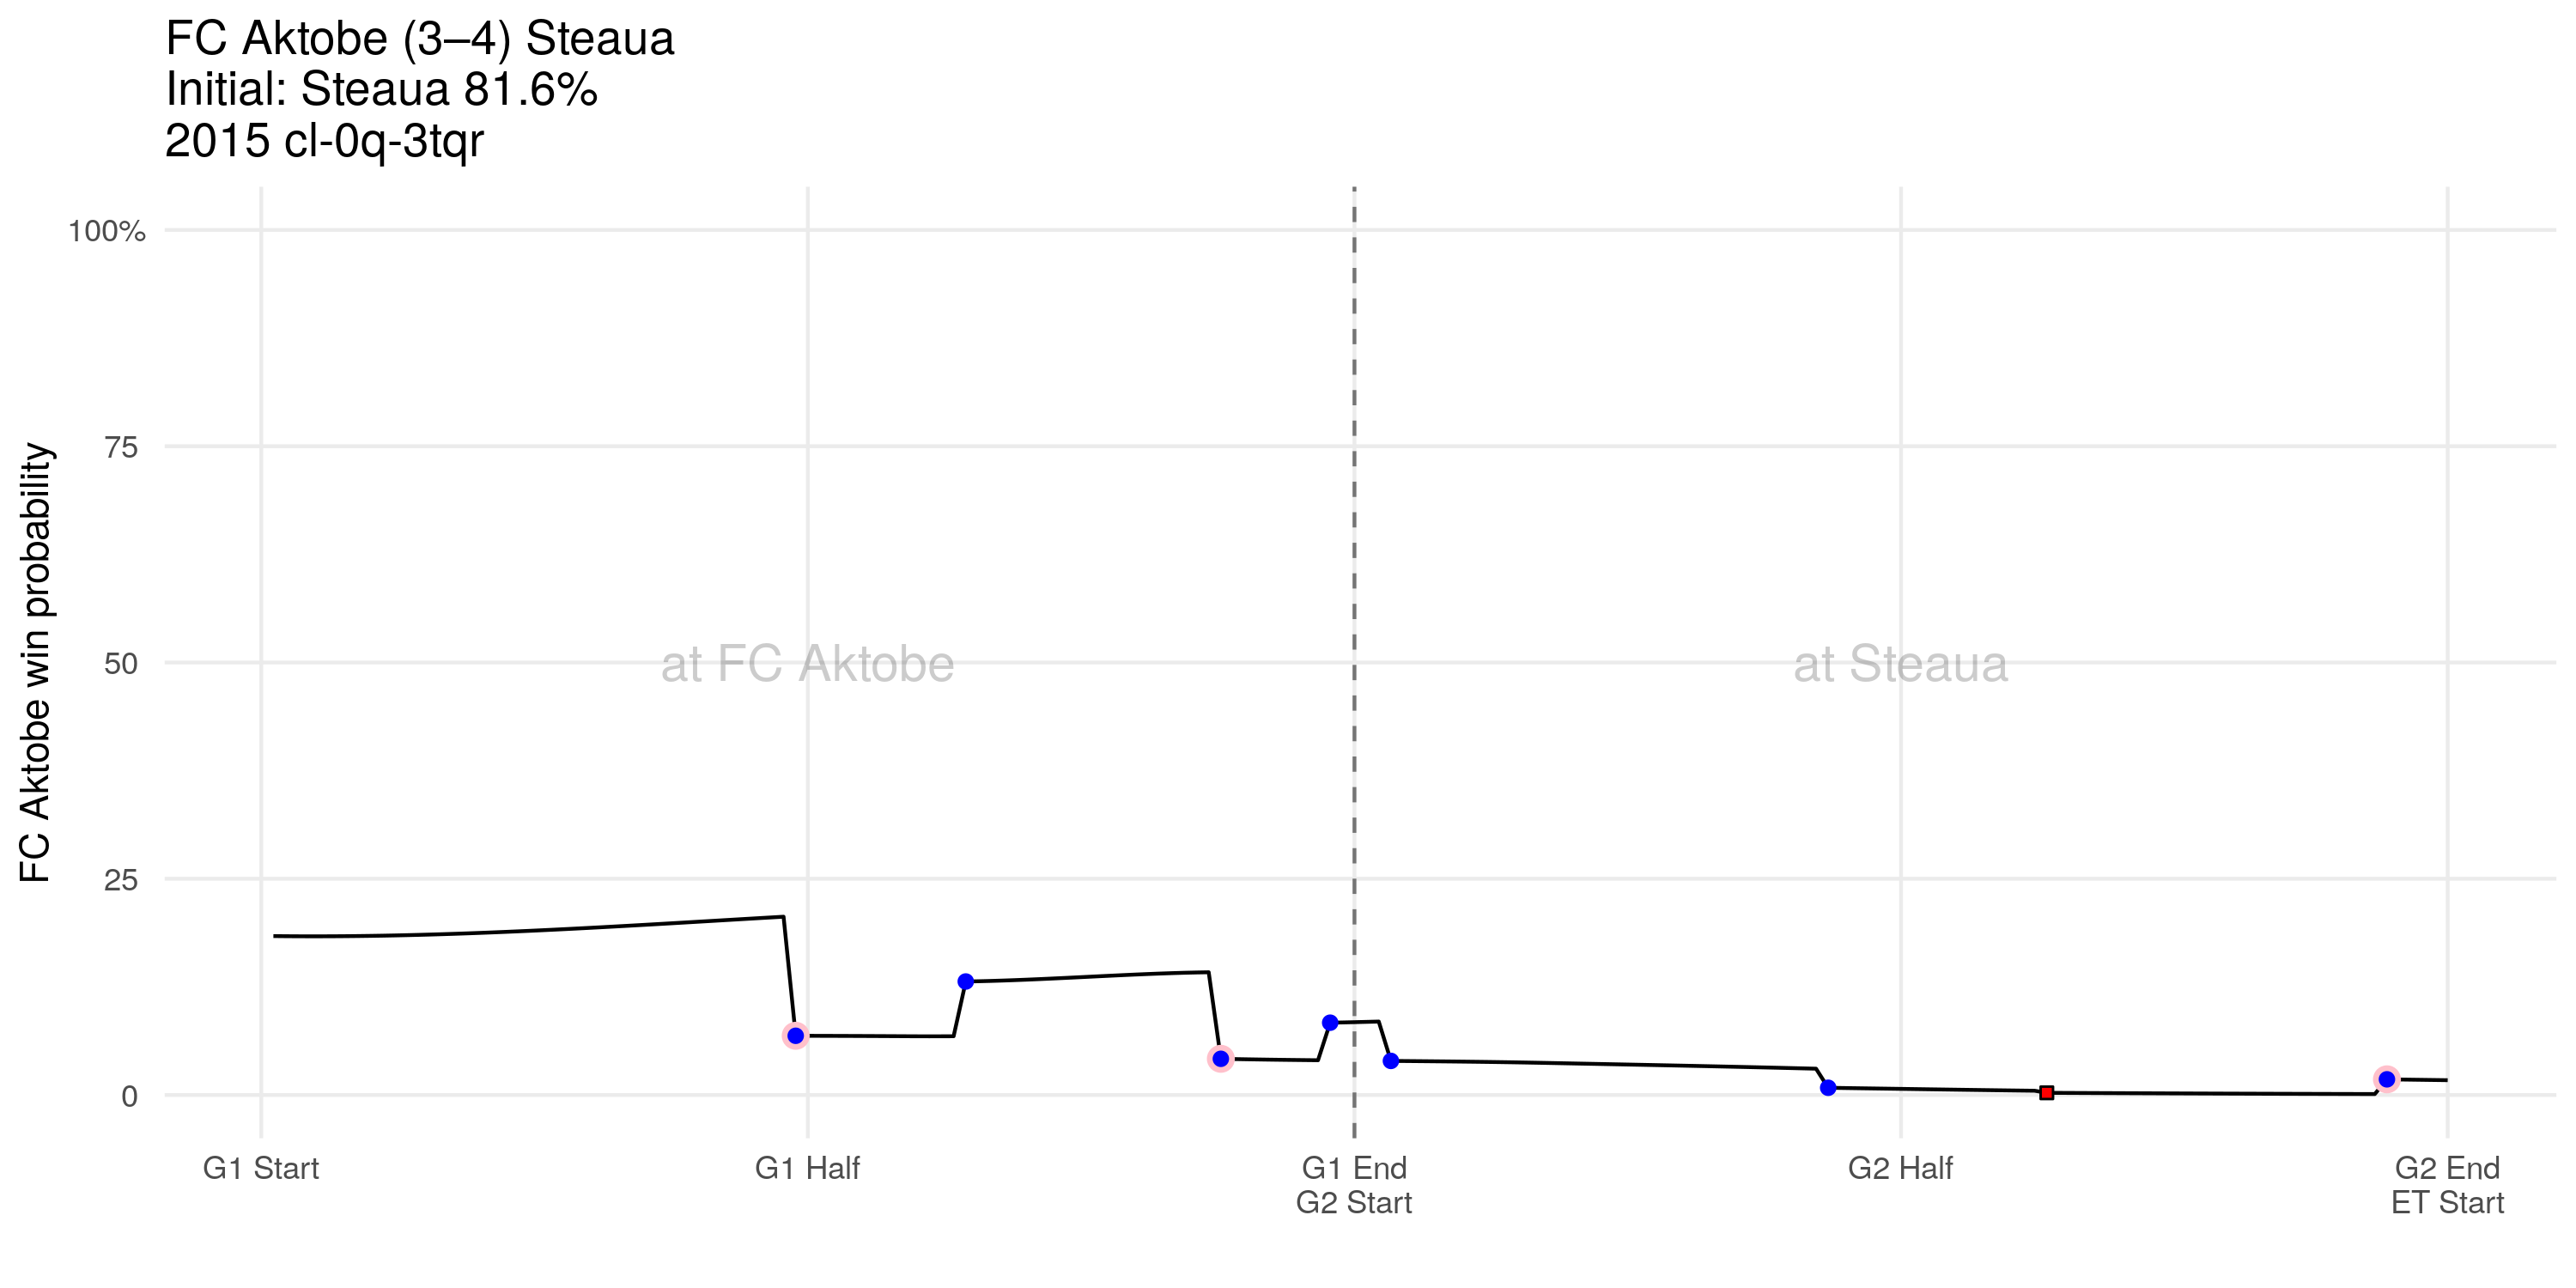 FC Aktobe (3–4) Steaua
Initial: Steaua 81.6%
2015 cl-0q-3tqr
FC Aktobe win probability
100%
75
50
25
0
at FC Aktobe
at Steaua
G1 Start
G1 Half
G1 End
G2 Start
G2 Half
G2 End
ET Start